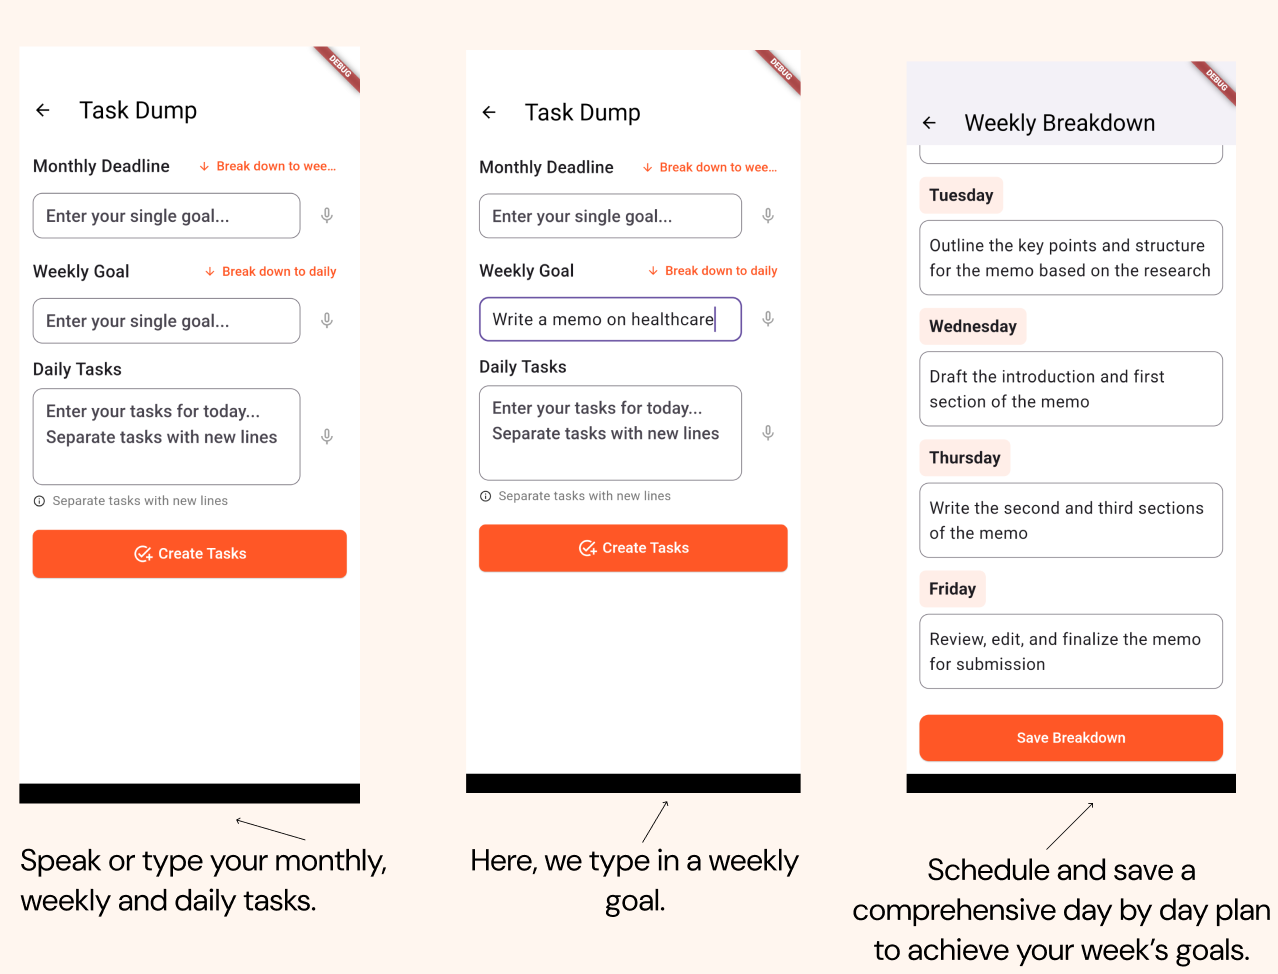 DEBUG
Task Dump
Monthly Deadline
Break down to wee...
Enter your single goal...
Weekly Goal
Break down to daily
Enter your single goal...
Daily Tasks
Enter your tasks for today...
Separate tasks with new lines
Separate tasks with new lines
Create Tasks
Speak or type your monthly,
weekly and daily tasks.
DEBUG
Task Dump
Monthly Deadline
Break down to wee...
Enter your single goal...
Weekly Goal
Break down to daily
Write a memo on healthcare
Daily Tasks
Enter your tasks for today...
Separate tasks with new lines
Separate tasks with new lines
Create Tasks
Here, we type in a weekly
goal.
DEBUG
Weekly Breakdown
Tuesday
Outline the key points and structure
for the memo based on the research
Wednesday
Draft the introduction and first
section of the memo
Thursday
Write the second and third sections
of the memo
Friday
Review, edit, and finalize the memo
for submission
Save Breakdown
Schedule and save a
comprehensive day by day plan
to achieve your week's goals.